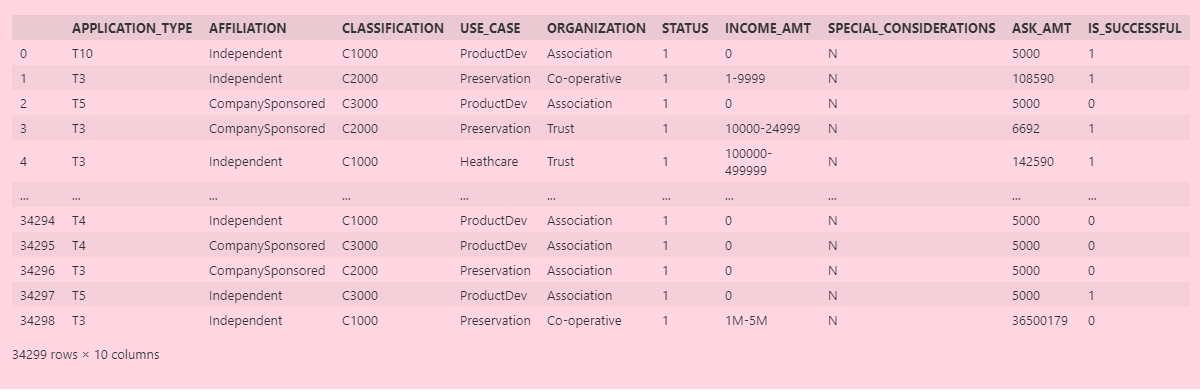 APPLICATION_TYPE AFFILIATION CLASSIFICATION USE_CASE ORGANIZATION STATUS INCOME_AMT SPECIAL_CONSIDERATIONS ASK_AMT IS_SUCCESSFUL
0 T10 Independent C1000 ProductDev Association 1 0 N 5000 1
1 T3 Independent C2000 Preservation Co-operative 1 1-9999 N 108590 1
2 T5 CompanySponsored C3000 ProductDev Association 1 0 N 5000 0
3 T3 CompanySponsored C2000 Preservation Trust 1 10000-24999 N 6692 1
4 T3 Independent C1000 Heathcare Trust 1 100000-499999 N 142590 1
... ... ... ... ... ... ... ... ... ... ...
34294 T4 Independent C1000 ProductDev Association 1 0 N 5000 0
34295 T4 CompanySponsored C3000 ProductDev Association 1 0 N 5000 0
34296 T3 CompanySponsored C2000 Preservation Association 1 0 N 5000 0
34297 T5 Independent C3000 ProductDev Association 1 0 N 5000 1
34298 T3 Independent C1000 Preservation Co-operative 1 1M-5M N 36500179 0
34299 rows × 10 columns